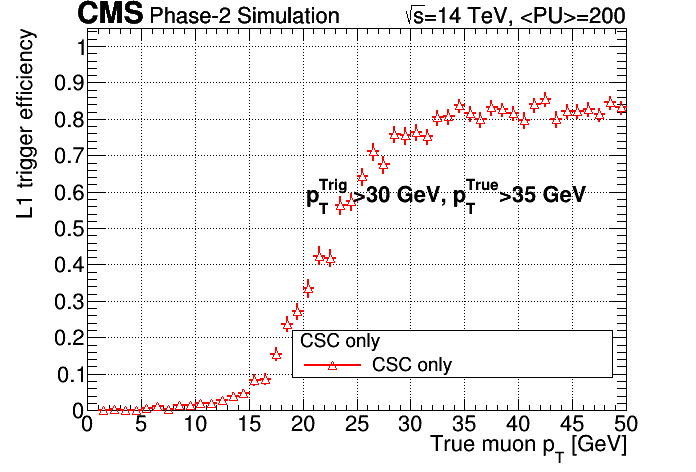 CMS Phase-2 Simulation √s=14 TeV, <PU>=200
L1 trigger efficiency
1
0.9
0.8
0.7
0.6
0.5
0.4
0.3
0.2
0.1
0
p_T^Trig>30 GeV, p_T^True>35 GeV
CSC only
CSC only
0 5 10 15 20 25 30 35 40 45 50
True muon p_T [GeV]